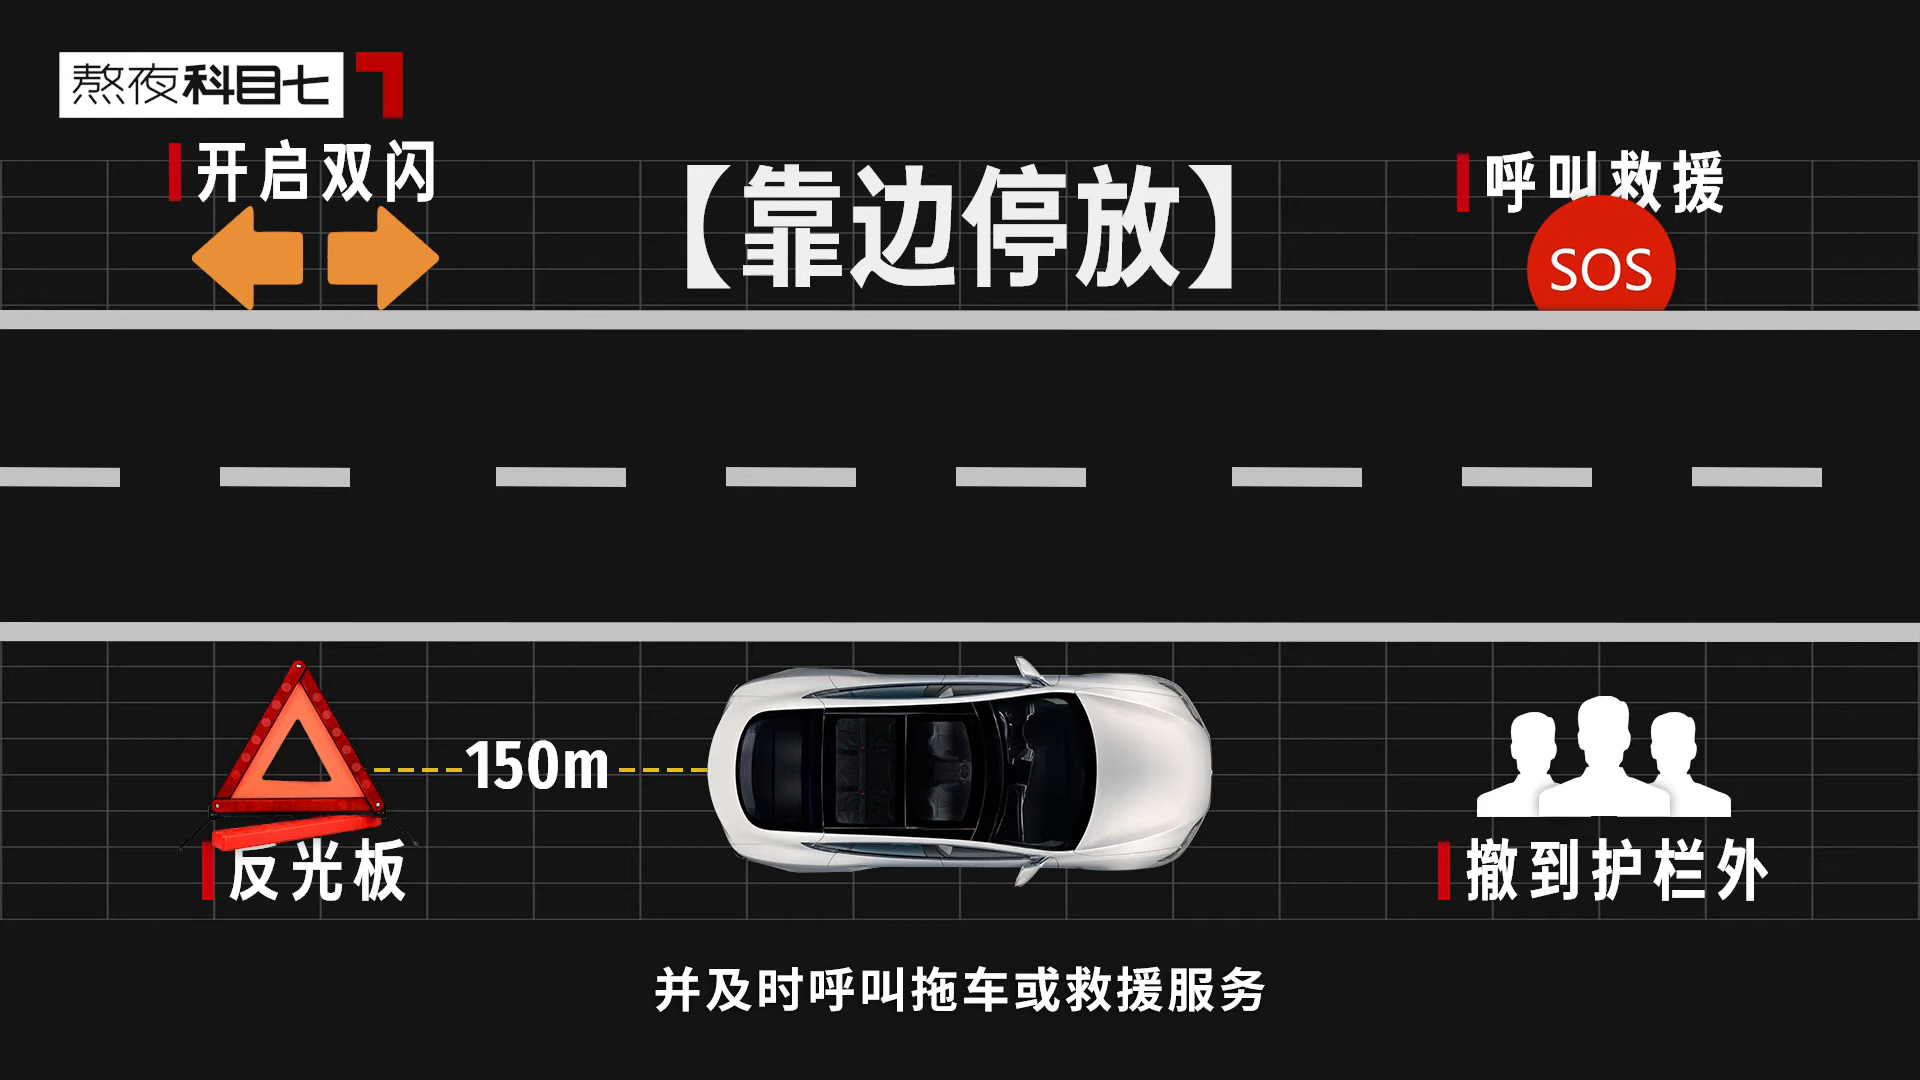 熬夜科目七
开启双闪
【靠边停放】
呼叫救援
SOS
150m
反光板
撤到护栏外
并及时呼叫拖车或救援服务